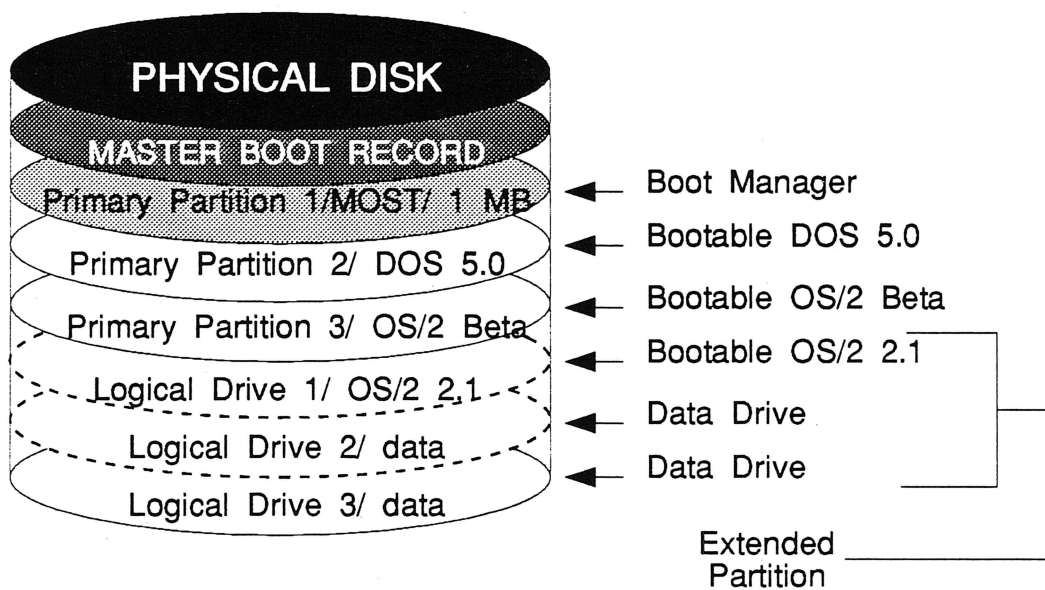 PHYSICAL DISK
MASTER BOOT RECORD
Primary Partition 1/MOST/ 1 MB
Primary Partition 2/ DOS 5.0
Primary Partition 3/ OS/2 Beta
Logical Drive 1/ OS/2 2.1
Logical Drive 2/ data
Logical Drive 3/ data
Boot Manager
Bootable DOS 5.0
Bootable OS/2 Beta
Bootable OS/2 2.1
Data Drive
Data Drive
Extended
Partition